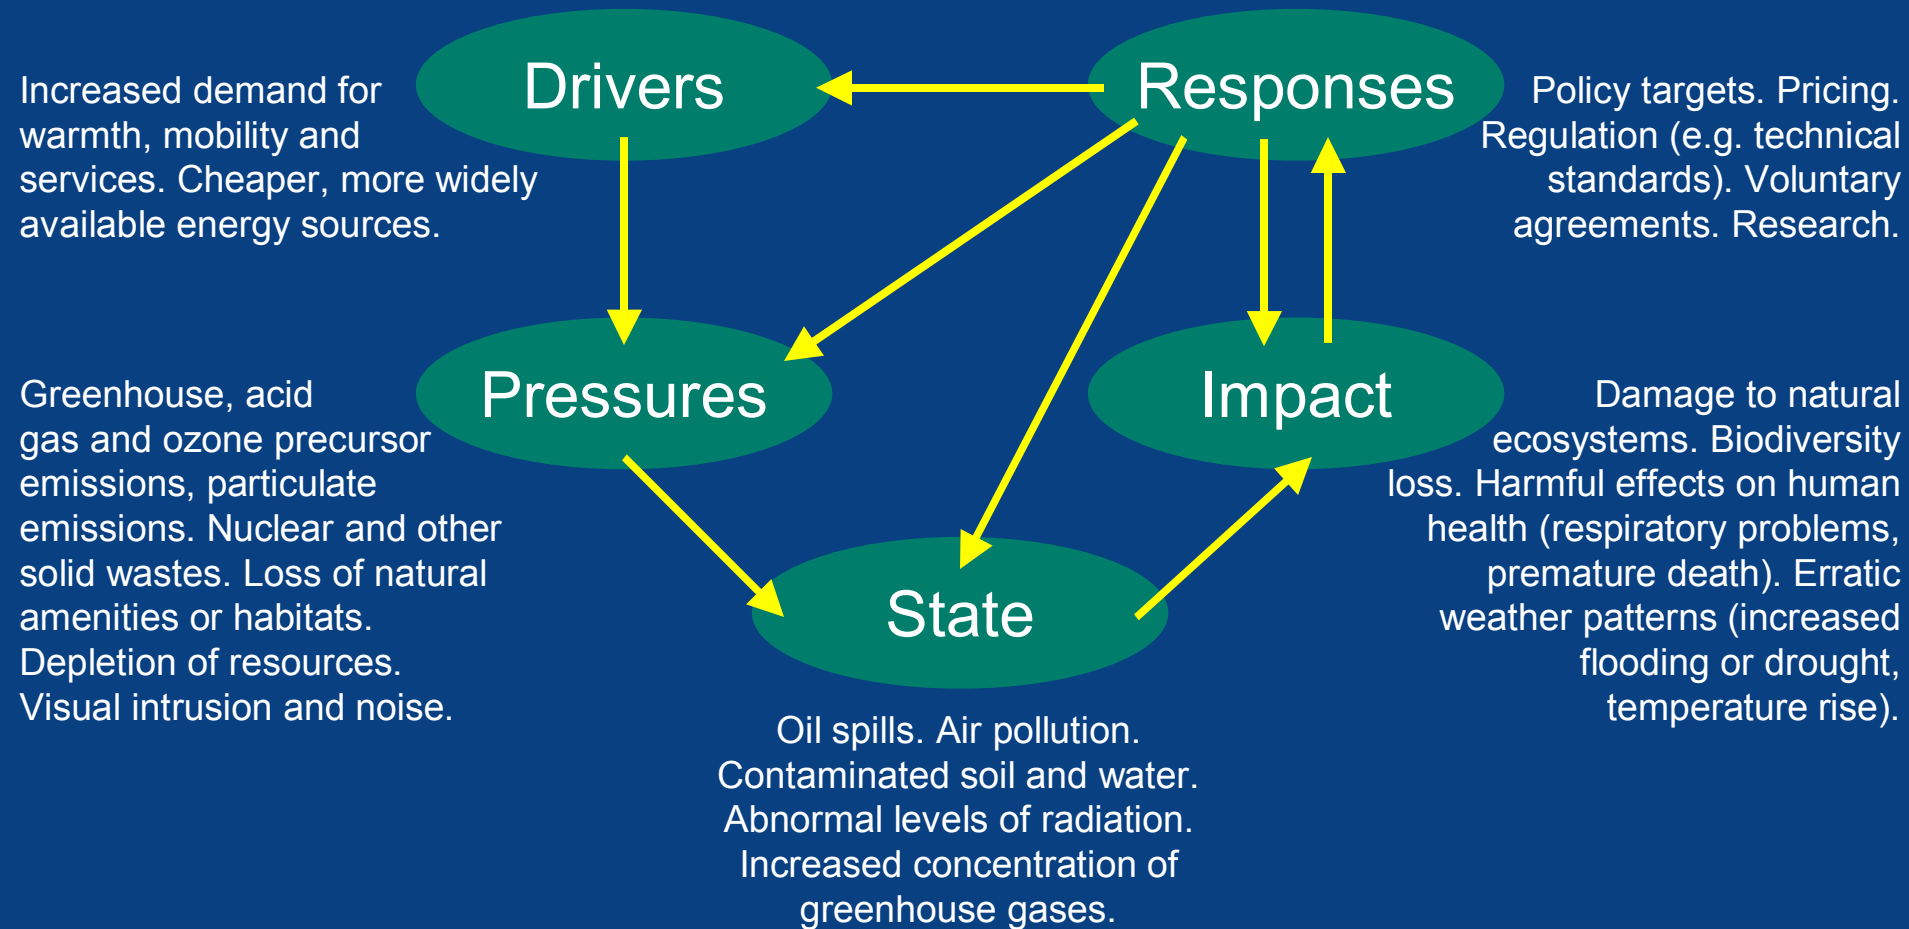 Drivers
Responses
Increased demand for
warmth, mobility and
services. Cheaper, more widely
available energy sources.
Policy targets. Pricing.
Regulation (e.g. technical
standards). Voluntary
agreements. Research.
Pressures
Impact
Greenhouse, acid
gas and ozone precursor
emissions, particulate
emissions. Nuclear and other
solid wastes. Loss of natural
amenities or habitats.
Depletion of resources.
Visual intrusion and noise.
Damage to natural
ecosystems. Biodiversity
loss. Harmful effects on human
health (respiratory problems,
premature death). Erratic
weather patterns (increased
flooding or drought,
temperature rise).
State
Oil spills. Air pollution.
Contaminated soil and water.
Abnormal levels of radiation.
Increased concentration of
greenhouse gases.